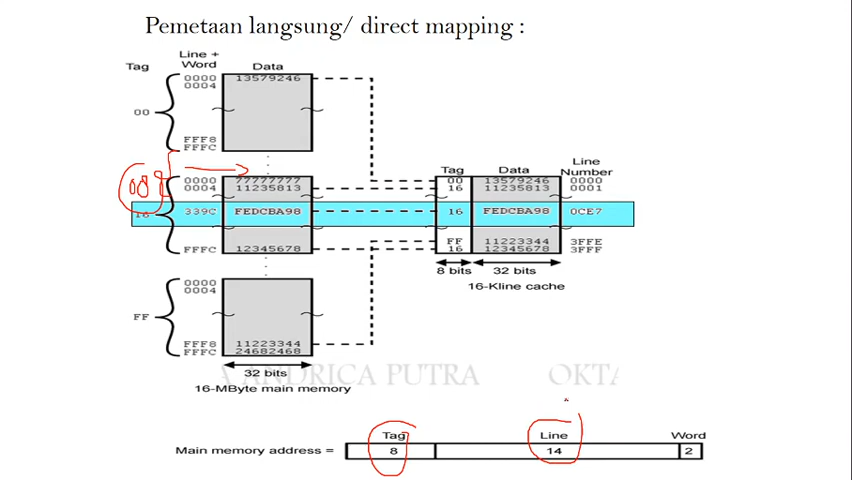 Pemetaan langsung/ direct mapping :
Line +
Tag Word Data
0000 13579246
0004
00
FFF8
FFFC
Tag Data Line
Number
0000 77777777 00 13579246 0000
0004 11235813 16 11235813 0001
16 339C FEDCBA98 16 FEDCBA98 0CE7
FF 11223344 3FFE
FFFC 12345678 16 12345678 3FFF
8 bits 32 bits
0000
0004
16-Kline cache
FF
FFF8 11223344
FFFC 24682468
32 bits
ANDRICA PUTRA OKTA
16-MByte main memory
Tag Line Word
Main memory address = 8 14 2